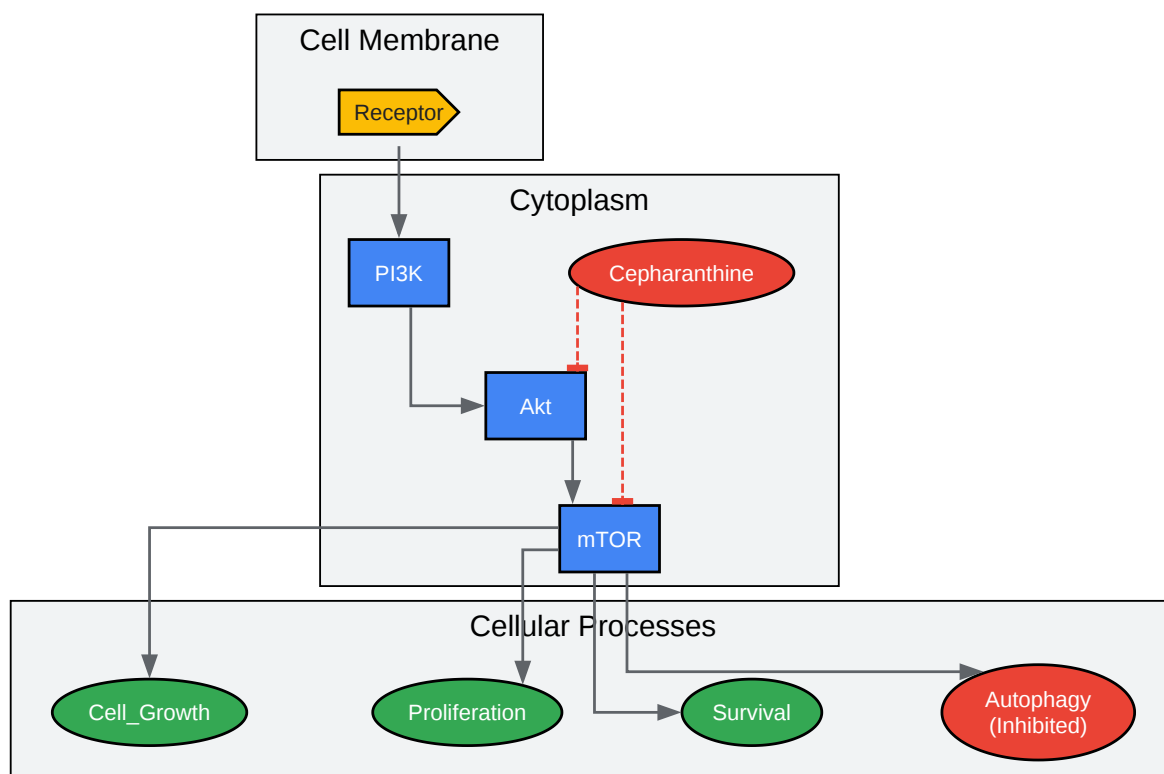 Cell Membrane
Receptor
Cytoplasm
PI3K
Cepharanthine
Akt
mTOR
Cellular Processes
Cell_Growth
Proliferation
Survival
Autophagy
(Inhibited)